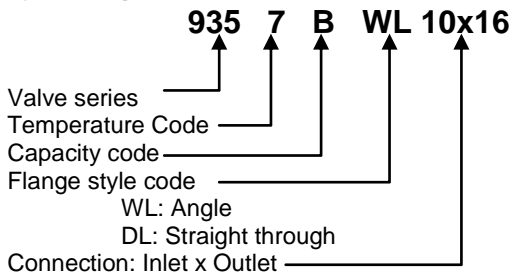 935 7 B WL 10x16
Valve series
Temperature Code
Capacity code
Flange style code
WL: Angle
DL: Straight through
Connection: Inlet x Outlet